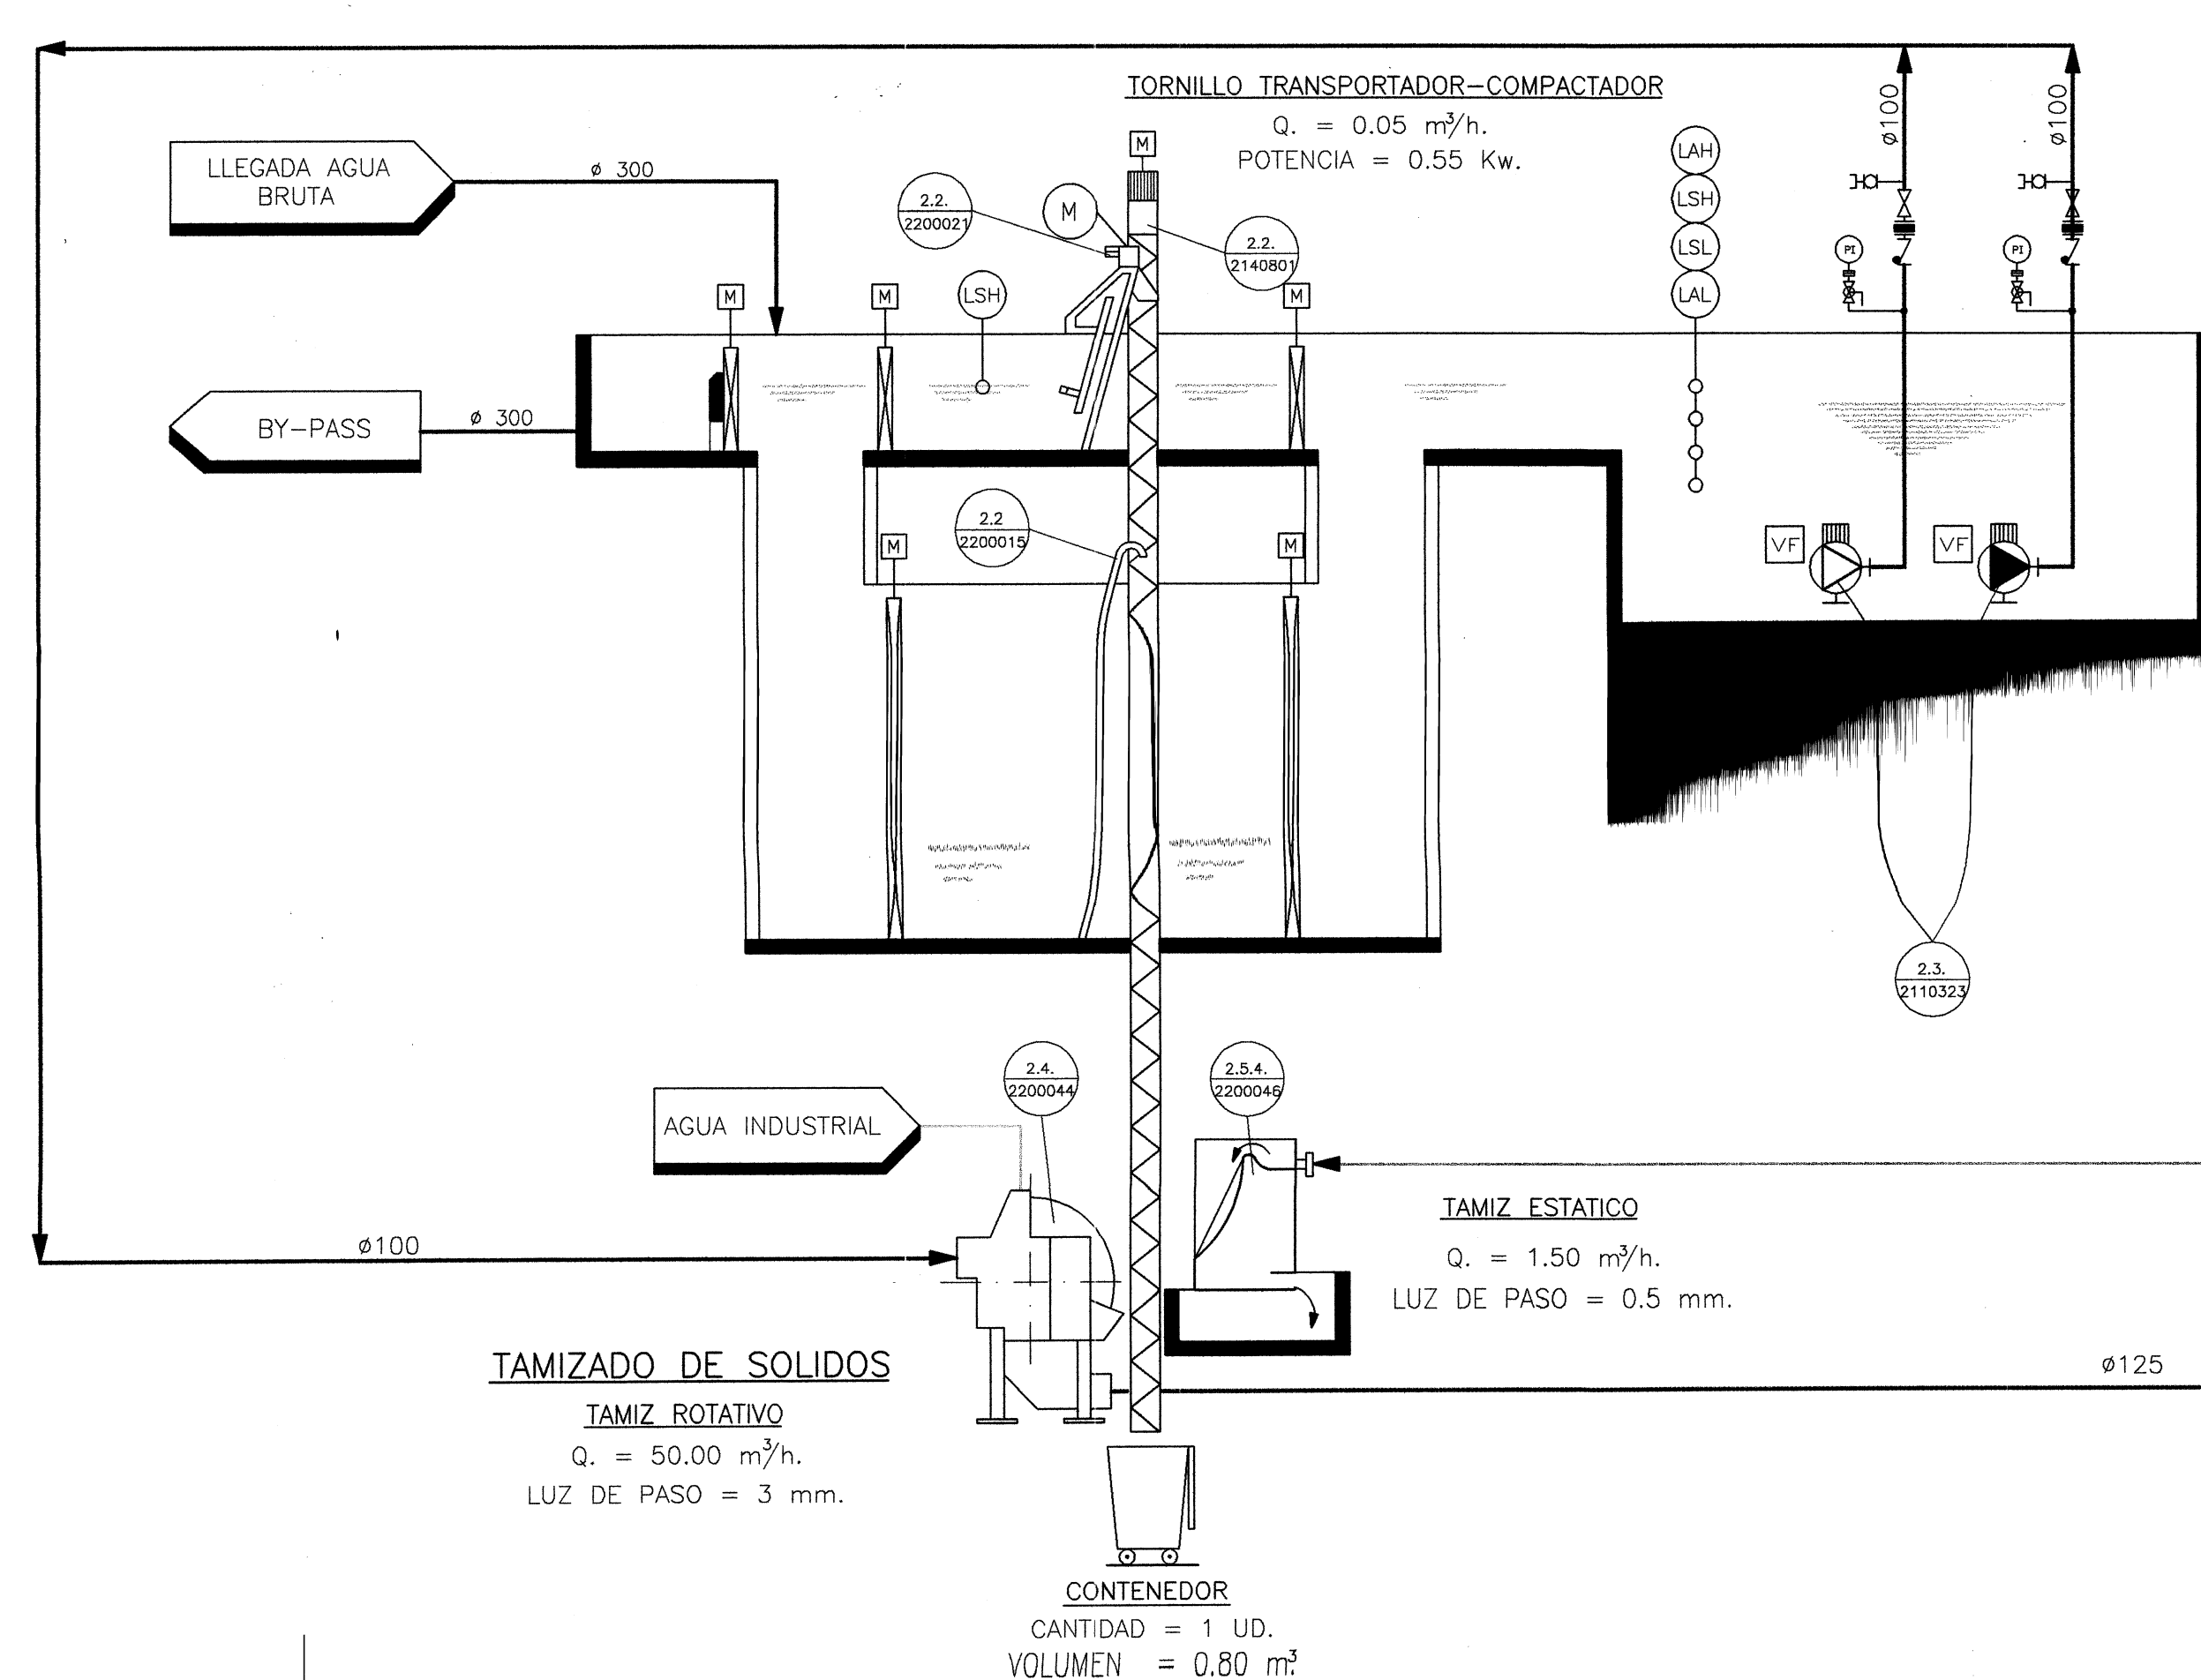 TORNILLO TRANSPORTADOR-COMPACTADOR
Q. = 0.05 m³/h.
POTENCIA = 0.55 Kw.
ø100
ø100
LLEGADA AGUA
BRUTA
ø 300
2.2.
2200021
M
M
2.2.
2140801
LAH
LSH
LSL
LAL
PI
PI
M
M
LSH
M
BY-PASS
ø 300
2.2
2200015
M
M
VF
VF
2.3.
2110323
2.4.
2200044
2.5.4.
2200046
AGUA INDUSTRIAL
TAMIZ ESTATICO
Q. = 1.50 m³/h.
LUZ DE PASO = 0.5 mm.
ø100
TAMIZADO DE SOLIDOS
TAMIZ ROTATIVO
Q. = 50.00 m³/h.
LUZ DE PASO = 3 mm.
ø125
CONTENEDOR
CANTIDAD = 1 UD.
VOLUMEN = 0.80 m³.